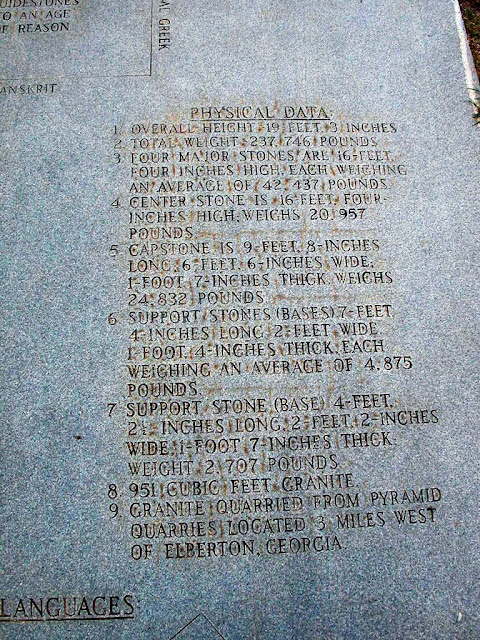 UIDESTONES
TO AN AGE
OF REASON
AL GREEK
ANSKRIT
PHYSICAL DATA
1. OVERALL HEIGHT-19 FEET, 3 INCHES.
2. TOTAL WEIGHT-237,746 POUNDS.
3. FOUR MAJOR STONES ARE 16-FEET,
FOUR INCHES HIGH, EACH WEIGHING
AN AVERAGE OF 42,437 POUNDS.
4. CENTER STONE IS 16-FEET, FOUR-
INCHES HIGH, WEIGHS 20,957
POUNDS.
5. CAPSTONE IS 9-FEET, 8-INCHES
LONG, 6-FEET, 6-INCHES WIDE;
1-FOOT, 7-INCHES THICK. WEIGHS
24,832 POUNDS.
6. SUPPORT STONES (BASES) 7-FEET,
4-INCHES LONG, 2-FEET WIDE.
1-FOOT, 4-INCHES THICK, EACH
WEIGHING AN AVERAGE OF 4,875
POUNDS.
7. SUPPORT STONE (BASE) 4-FEET,
2½ INCHES LONG, 2-FEET, 2-INCHES
WIDE, 1-FOOT, 7-INCHES THICK.
WEIGHT 2,707 POUNDS.
8. 951 CUBIC FEET GRANITE.
9. GRANITE QUARRIED FROM PYRAMID
QUARRIES LOCATED 3 MILES WEST
OF ELBERTON, GEORGIA.
LANGUAGES